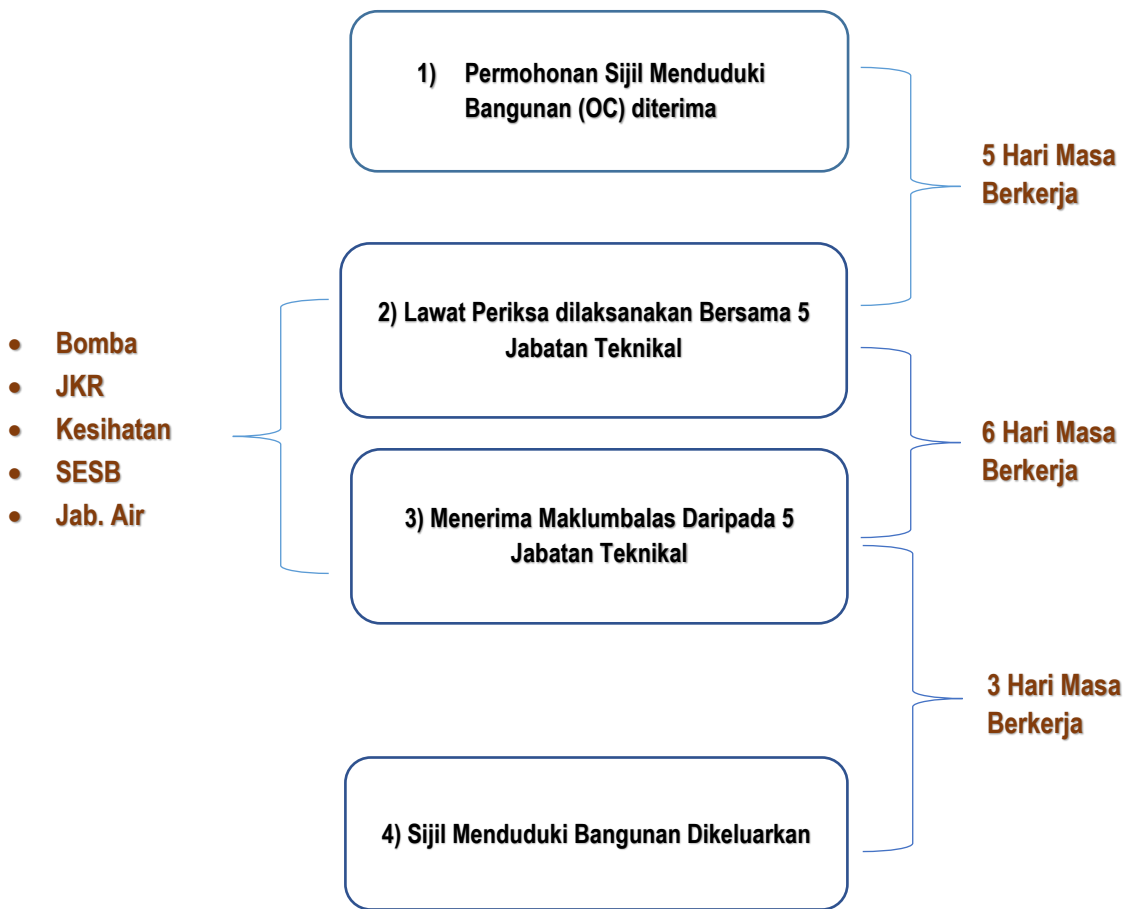 1) Permohonan Sijil Menduduki
Bangunan (OC) diterima
5 Hari Masa
Berkerja
2) Lawat Periksa dilaksanakan Bersama 5
Jabatan Teknikal
• Bomba
• JKR
• Kesihatan
• SESB
• Jab. Air
6 Hari Masa
Berkerja
3) Menerima Maklumbalas Daripada 5
Jabatan Teknikal
3 Hari Masa
Berkerja
4) Sijil Menduduki Bangunan Dikeluarkan